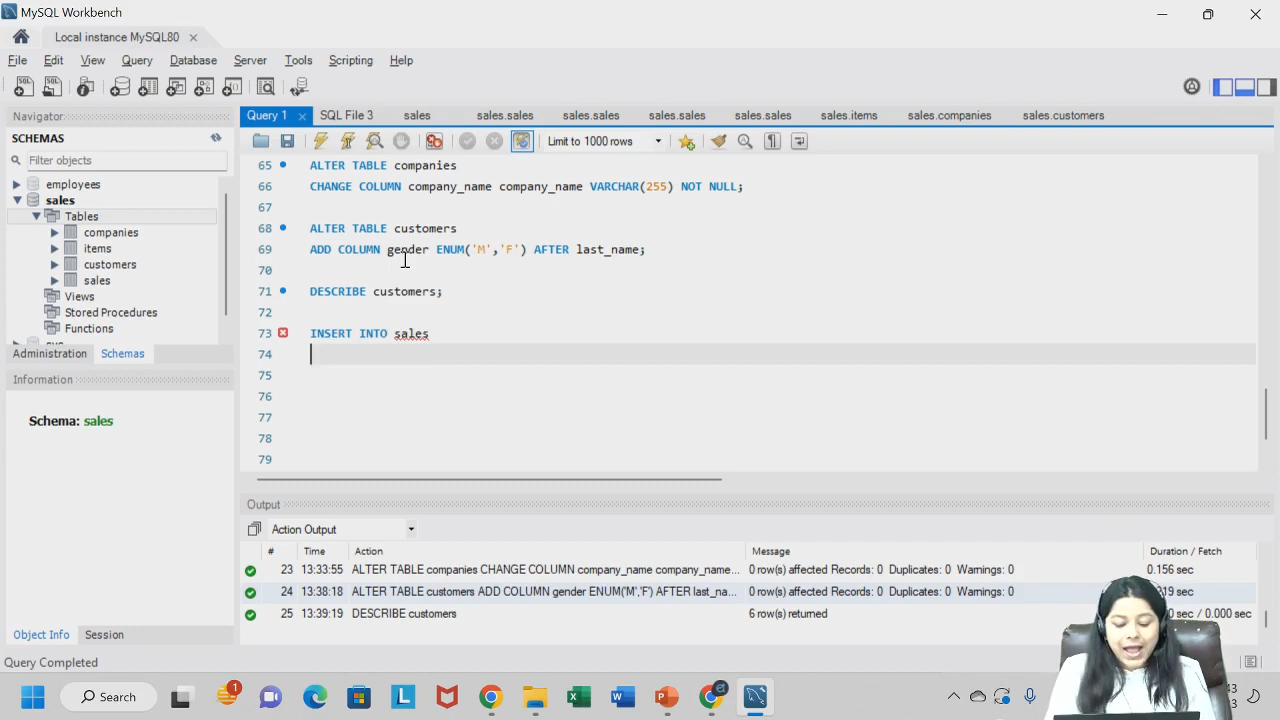 MySQL Workbench
Local instance MySQL80
File Edit View Query Database Server Tools Scripting Help
Navigator
SCHEMAS
Filter objects
employees
sales
Tables
companies
items
customers
sales
Views
Stored Procedures
Functions
Administration Schemas
Information
Schema: sales
Object Info Session
Query Completed
Query 1 SQL File 3 sales sales.sales sales.sales sales.sales sales.sales sales.items sales.companies sales.customers
Limit to 1000 rows
65 ALTER TABLE companies
66 CHANGE COLUMN company_name company_name VARCHAR(255) NOT NULL;
67
68 ALTER TABLE customers
69 ADD COLUMN gender ENUM('M','F') AFTER last_name;
70
71 DESCRIBE customers;
72
73 INSERT INTO sales
74
75
76
77
78
79
Output
Action Output
# Time Action Message Duration / Fetch
23 13:33:55 ALTER TABLE companies CHANGE COLUMN company_name company_name... 0 row(s) affected Records: 0 Duplicates: 0 Warnings: 0 0.156 sec
24 13:38:18 ALTER TABLE customers ADD COLUMN gender ENUM('M','F') AFTER last_na... 0 row(s) affected Records: 0 Duplicates: 0 Warnings: 0 sec
25 13:39:19 DESCRIBE customers 6 row(s) returned sec / 0.000 sec
Search
1